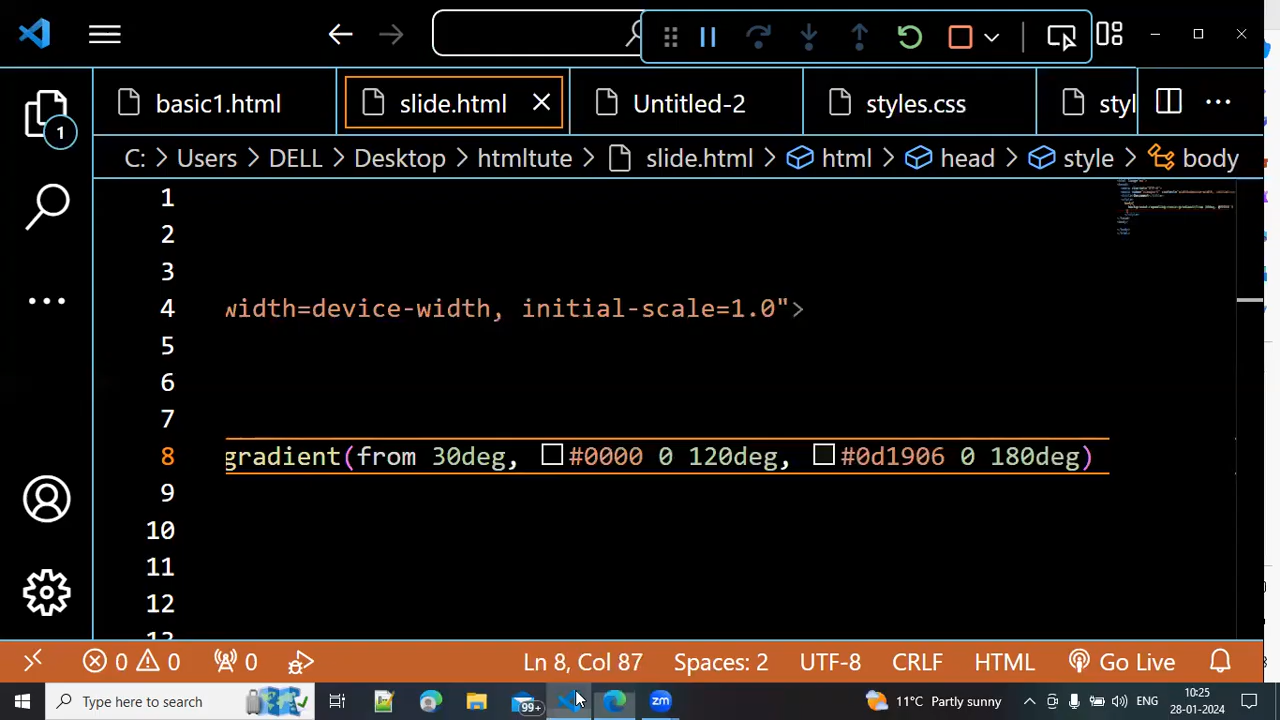 basic1.html
slide.html
Untitled-2
styles.css
styl
C: > Users > DELL > Desktop > htmltute > slide.html > html > head > style > body
1
1
2
3
4 width=device-width, initial-scale=1.0">
5
6
7
8 gradient(from 30deg, #0000 0 120deg, #0d1906 0 180deg)
9
10
11
12
0 0 0 Ln 8, Col 87 Spaces: 2 UTF-8 CRLF HTML Go Live
Type here to search 99+ zm 11°C Partly sunny ENG 10:25
28-01-2024